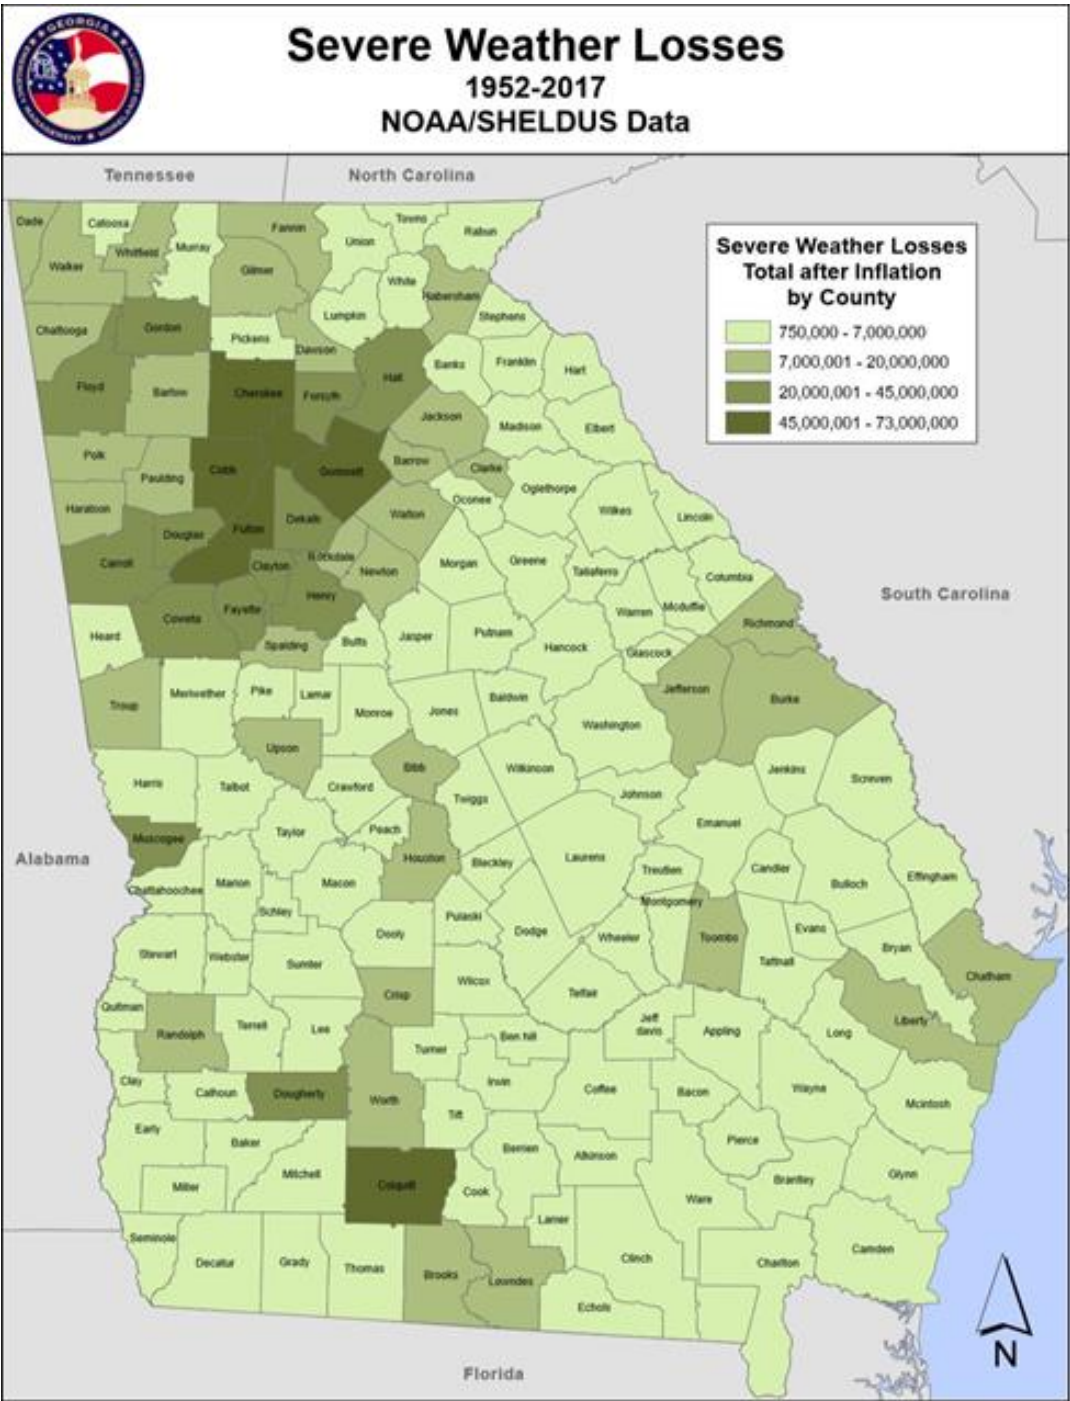 GEORGIA
Severe Weather Losses
1952-2017
NOAA/SHELDUS Data
Tennessee
North Carolina
Severe Weather Losses
Total after Inflation
by County
750,000 - 7,000,000
7,000,001 - 20,000,000
20,000,001 - 45,000,000
45,000,001 - 73,000,000
Dade
Catoosa
Whitfield
Murray
Fannin
Union
Towns
Rabun
Walker
Gilmer
White
Habersham
Lumpkin
Stephens
Chattooga
Gordon
Pickens
Dawson
Banks
Franklin
Hart
Floyd
Bartow
Cherokee
Forsyth
Hall
Jackson
Madison
Elbert
Polk
Paulding
Cobb
Gwinnett
Barrow
Clarke
Oconee
Oglethorpe
Wilkes
Lincoln
Haralson
Douglas
Fulton
Dekalb
Walton
Carroll
Clayton
Rockdale
Newton
Morgan
Greene
Taliaferro
Columbia
South Carolina
Coweta
Fayette
Henry
Warren
Mcduffie
Richmond
Heard
Spalding
Butts
Jasper
Putnam
Hancock
Glascock
Troup
Meriwether
Pike
Lamar
Monroe
Jones
Baldwin
Washington
Jefferson
Burke
Upson
Bibb
Wilkinson
Jenkins
Screven
Harris
Talbot
Crawford
Twiggs
Johnson
Muscogee
Taylor
Peach
Emanuel
Alabama
Houston
Bleckley
Laurens
Treutlen
Candler
Bulloch
Effingham
Chattahoochee
Marion
Macon
Schley
Pulaski
Dodge
Montgomery
Wheeler
Toombs
Evans
Tattnall
Bryan
Chatham
Stewart
Webster
Sumter
Dooly
Crisp
Wilcox
Telfair
Quitman
Randolph
Terrell
Lee
Turner
Ben hill
Jeff
davis
Appling
Long
Liberty
Clay
Calhoun
Dougherty
Worth
Irwin
Coffee
Bacon
Wayne
Mcintosh
Early
Baker
Tift
Miller
Mitchell
Colquitt
Cook
Berrien
Atkinson
Pierce
Brantley
Glynn
Ware
Seminole
Decatur
Grady
Thomas
Brooks
Lowndes
Lanier
Clinch
Echols
Charlton
Camden
Florida
N